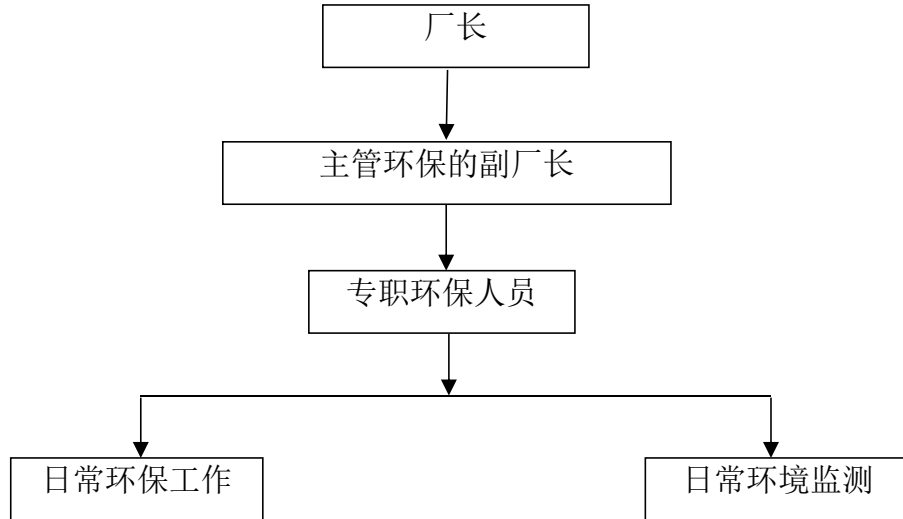 厂长
主管环保的副厂长
专职环保人员
日常环保工作
日常环境监测